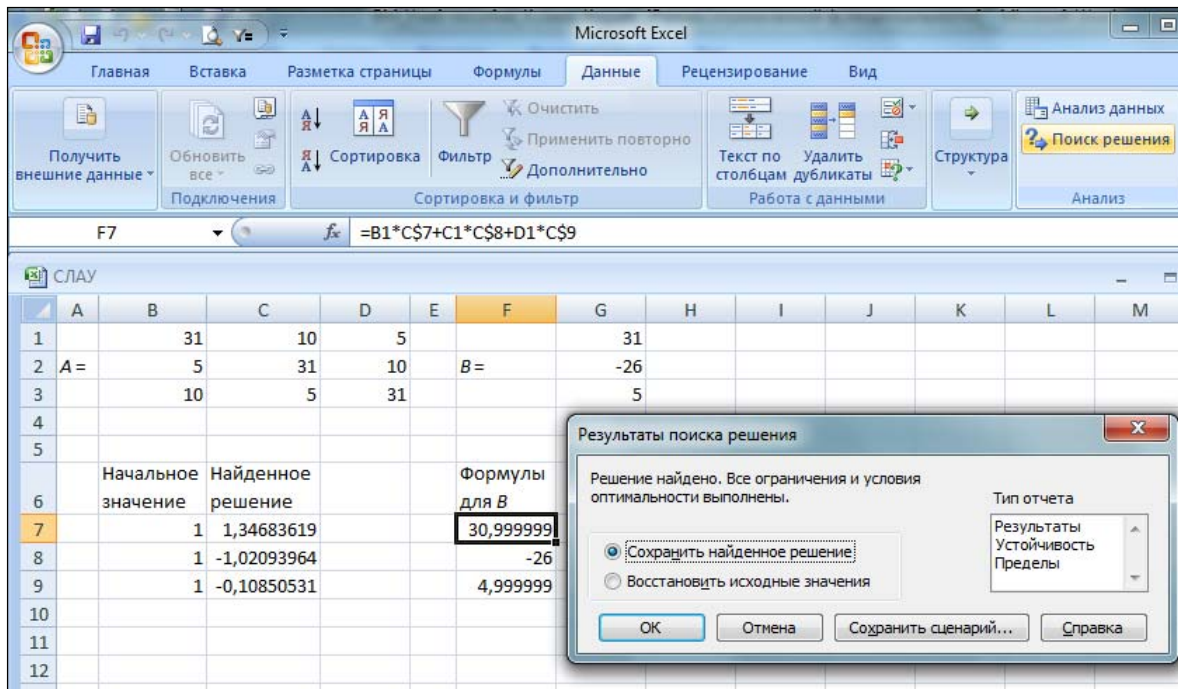 Microsoft Excel
Главная Вставка Разметка страницы Формулы Данные Рецензирование Вид
Получить внешние данные
Обновить все
Подключения
Сортировка
Фильтр
Очистить
Применить повторно
Дополнительно
Сортировка и фильтр
Текст по столбцам
Удалить дубликаты
Работа с данными
Структура
Анализ данных
Поиск решения
Анализ
F7 fx =B1*C$7+C1*C$8+D1*C$9
СЛАУ
A B C D E F G H I J K L M
1 31 10 5 31
2 A = 5 31 10 B = -26
3 10 5 31 5
4
5
6 Начальное значение Найденное решение Формулы для B
7 1 1,34683619 30,999999
8 1 -1,02093964 -26
9 1 -0,10850531 4,999999
10
11
12
Результаты поиска решения
Решение найдено. Все ограничения и условия
оптимальности выполнены.
Тип отчета
Результаты
Устойчивость
Пределы
Сохранить найденное решение
Восстановить исходные значения
ОК Отмена Сохранить сценарий... Справка